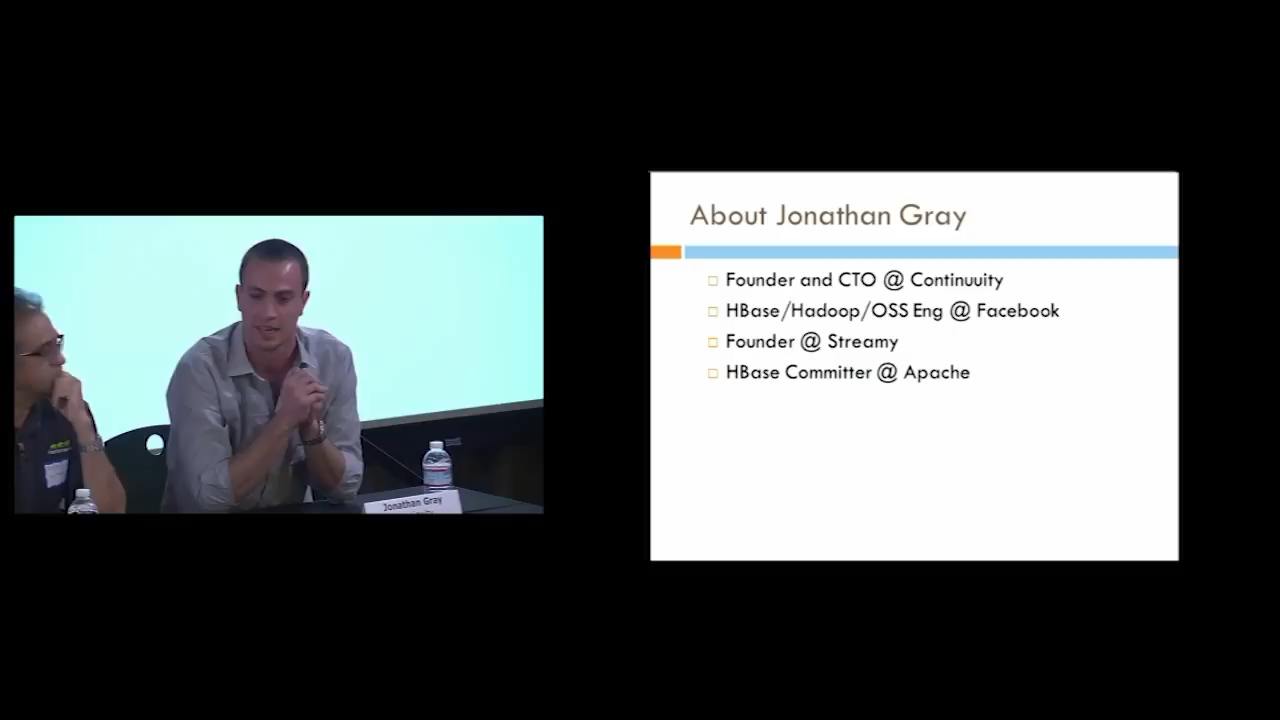 About Jonathan Gray
Founder and CTO @ Continuuity
HBase/Hadoop/OSS Eng @ Facebook
Founder @ Streamy
HBase Committer @ Apache
Jonathan Gray